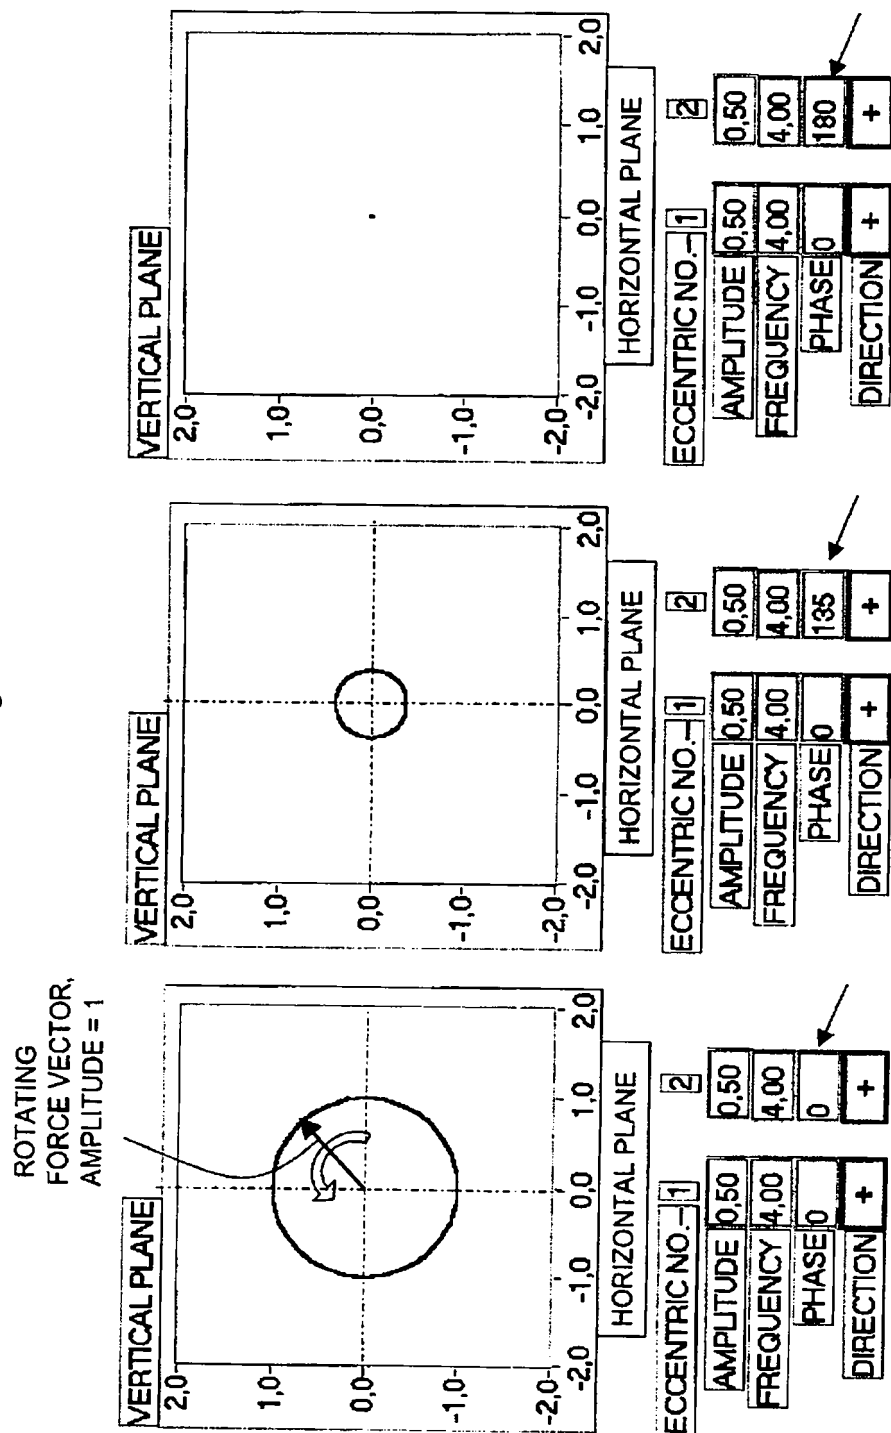 ROTATING
FORCE VECTOR,
AMPLITUDE = 1
VERTICAL PLANE
2,0
1,0
0,0
-1,0
-2,0
-2,0 -1,0 0,0 1,0 2,0
HORIZONTAL PLANE
ECCENTRIC NO.– 1 2
AMPLITUDE 0,50 0,50
FREQUENCY 4,00 4,00
PHASE 0 0
DIRECTION + +
VERTICAL PLANE
2,0
1,0
0,0
-1,0
-2,0
-2,0 -1,0 0,0 1,0 2,0
HORIZONTAL PLANE
ECCENTRIC NO.– 1 2
AMPLITUDE 0,50 0,50
FREQUENCY 4,00 4,00
PHASE 0 135
DIRECTION + +
VERTICAL PLANE
2,0
1,0
0,0
-1,0
-2,0
-2,0 -1,0 0,0 1,0 2,0
HORIZONTAL PLANE
ECCENTRIC NO.– 1 2
AMPLITUDE 0,50 0,50
FREQUENCY 4,00 4,00
PHASE 0 180
DIRECTION + +